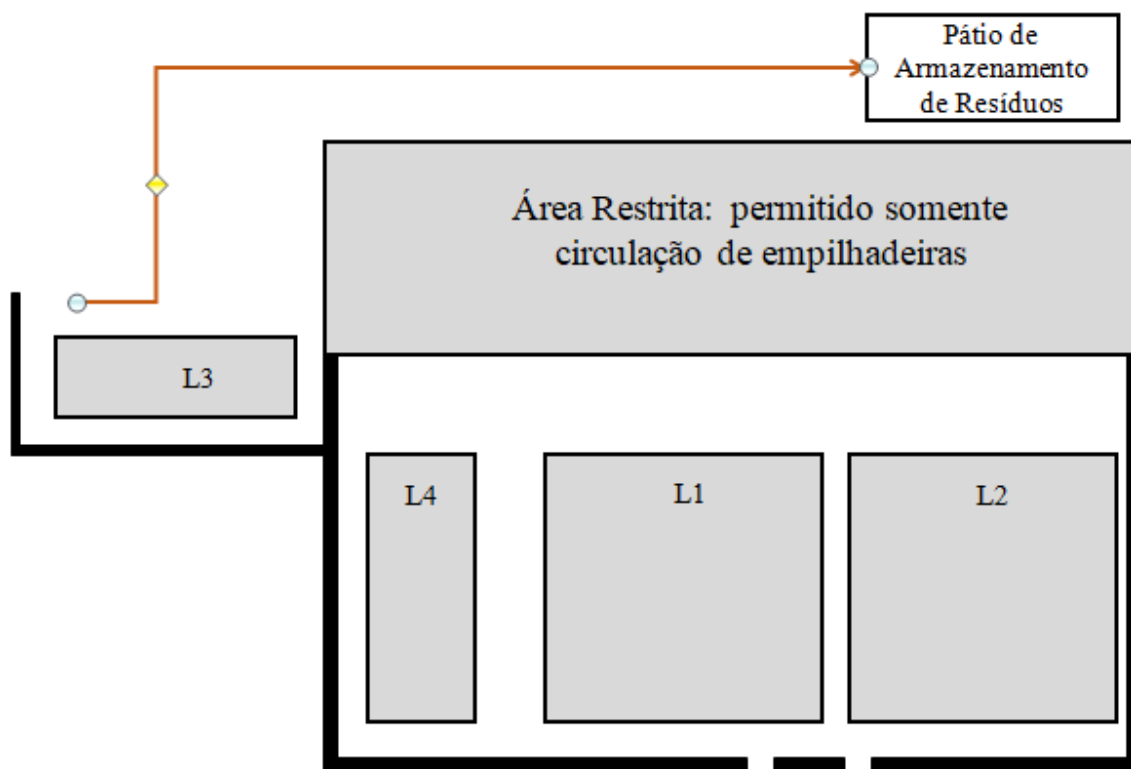 Pátio de
Armazenamento
de Resíduos
Área Restrita: permitido somente
circulação de empilhadeiras
L3
L4
L1
L2